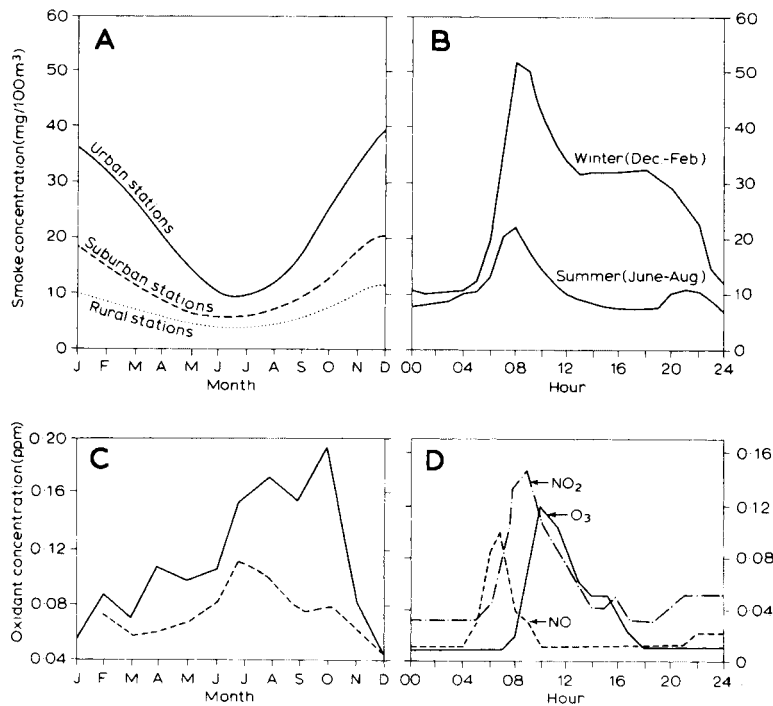 A
Smoke concentration(mg/100m³)
60
50
40
30
20
10
0
Urban stations
Suburban stations
Rural stations
J F M A M J J A S O N D
Month
B
60
50
40
30
20
10
0
Winter(Dec.-Feb)
Summer(June-Aug)
00 04 08 12 16 20 24
Hour
C
Oxidant concentration(ppm)
0·20
0·16
0·12
0·08
0·04
J F M A M J J A S O N D
Month
D
0·16
0·12
0·08
0·04
0
NO₂
O₃
NO
00 04 08 12 16 20 24
Hour